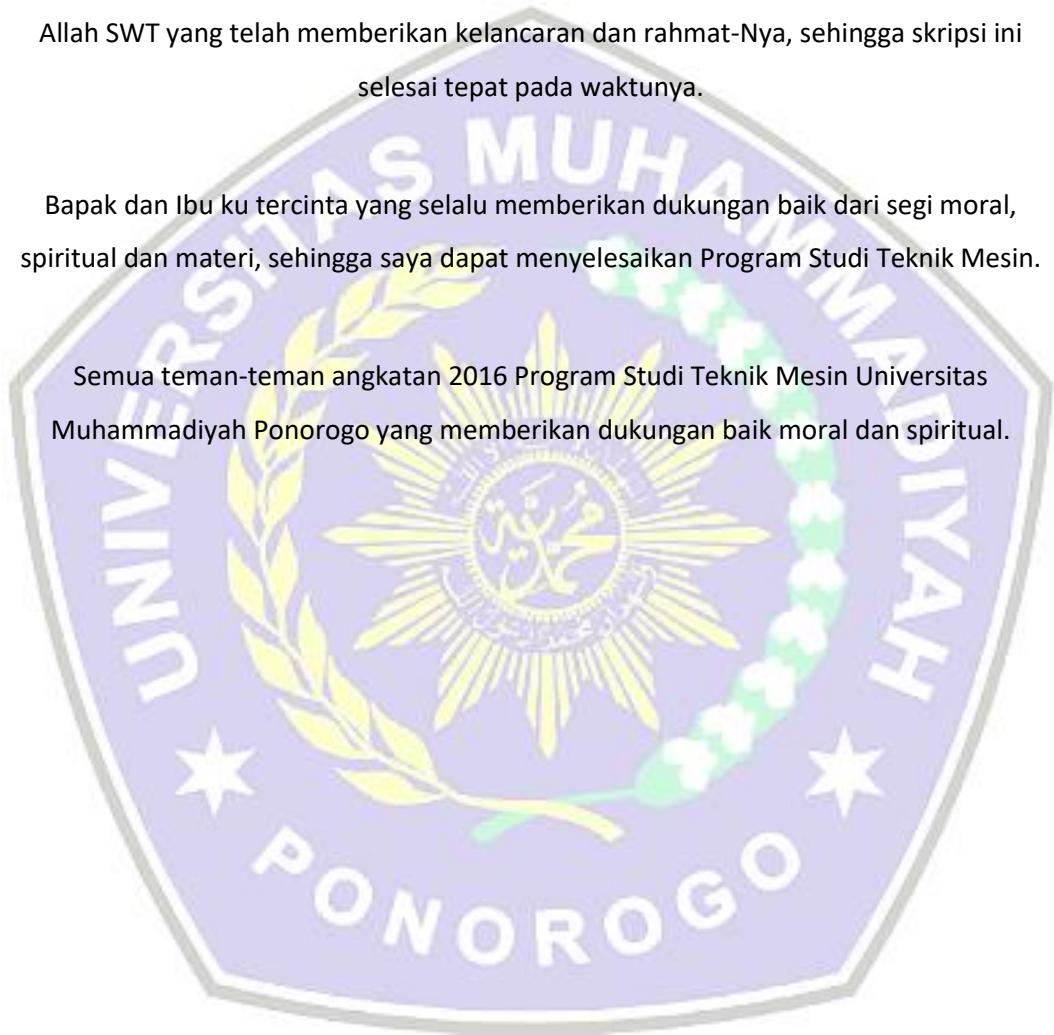 Allah SWT yang telah memberikan kelancaran dan rahmat-Nya, sehingga skripsi ini
selesai tepat pada waktunya.
Bapak dan Ibu ku tercinta yang selalu memberikan dukungan baik dari segi moral,
spiritual dan materi, sehingga saya dapat menyelesaikan Program Studi Teknik Mesin.
Semua teman-teman angkatan 2016 Program Studi Teknik Mesin Universitas
Muhammadiyah Ponorogo yang memberikan dukungan baik moral dan spiritual.
UNIVERSITAS MUHAMMADIYAH
PONOROGO
محمدية